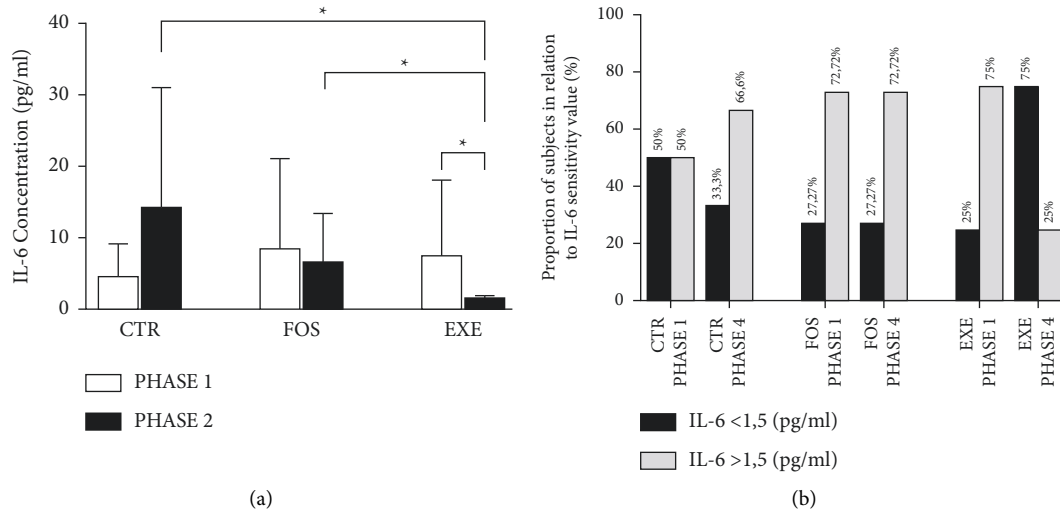 40
30
20
10
0
IL-6 Concentration (pg/ml)
*
*
*
CTR
FOS
EXE
PHASE 1
PHASE 2
(a)
100
80
60
40
20
0
Proportion of subjects in relation
to IL-6 sensitivity value (%)
50%
50%
33,3%
66,6%
27,27%
72,72%
27,27%
72,72%
25%
75%
75%
25%
CTR
PHASE 1
CTR
PHASE 4
FOS
PHASE 1
FOS
PHASE 4
EXE
PHASE 1
EXE
PHASE 4
IL-6 <1,5 (pg/ml)
IL-6 >1,5 (pg/ml)
(b)